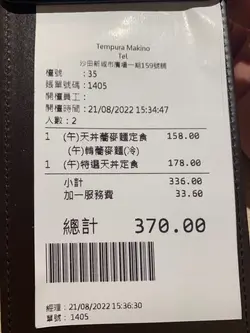 Tempura Makino
Tel
沙田新城市廣場一期159號舖
檯號 :35
賬單號碼 :1405
開檯員工 :
開檯時間 :21/08/2022 15:34:47
人數 :2
1 (午)天丼蕎麥麵定食 158.00
(午)轉蕎麥麵(冷)
1 (午)特選天丼定食 178.00
小計 336.00
加一服務費 33.60
總計 370.00
經理 :21/08/2022 15:36:30
單號 :1405